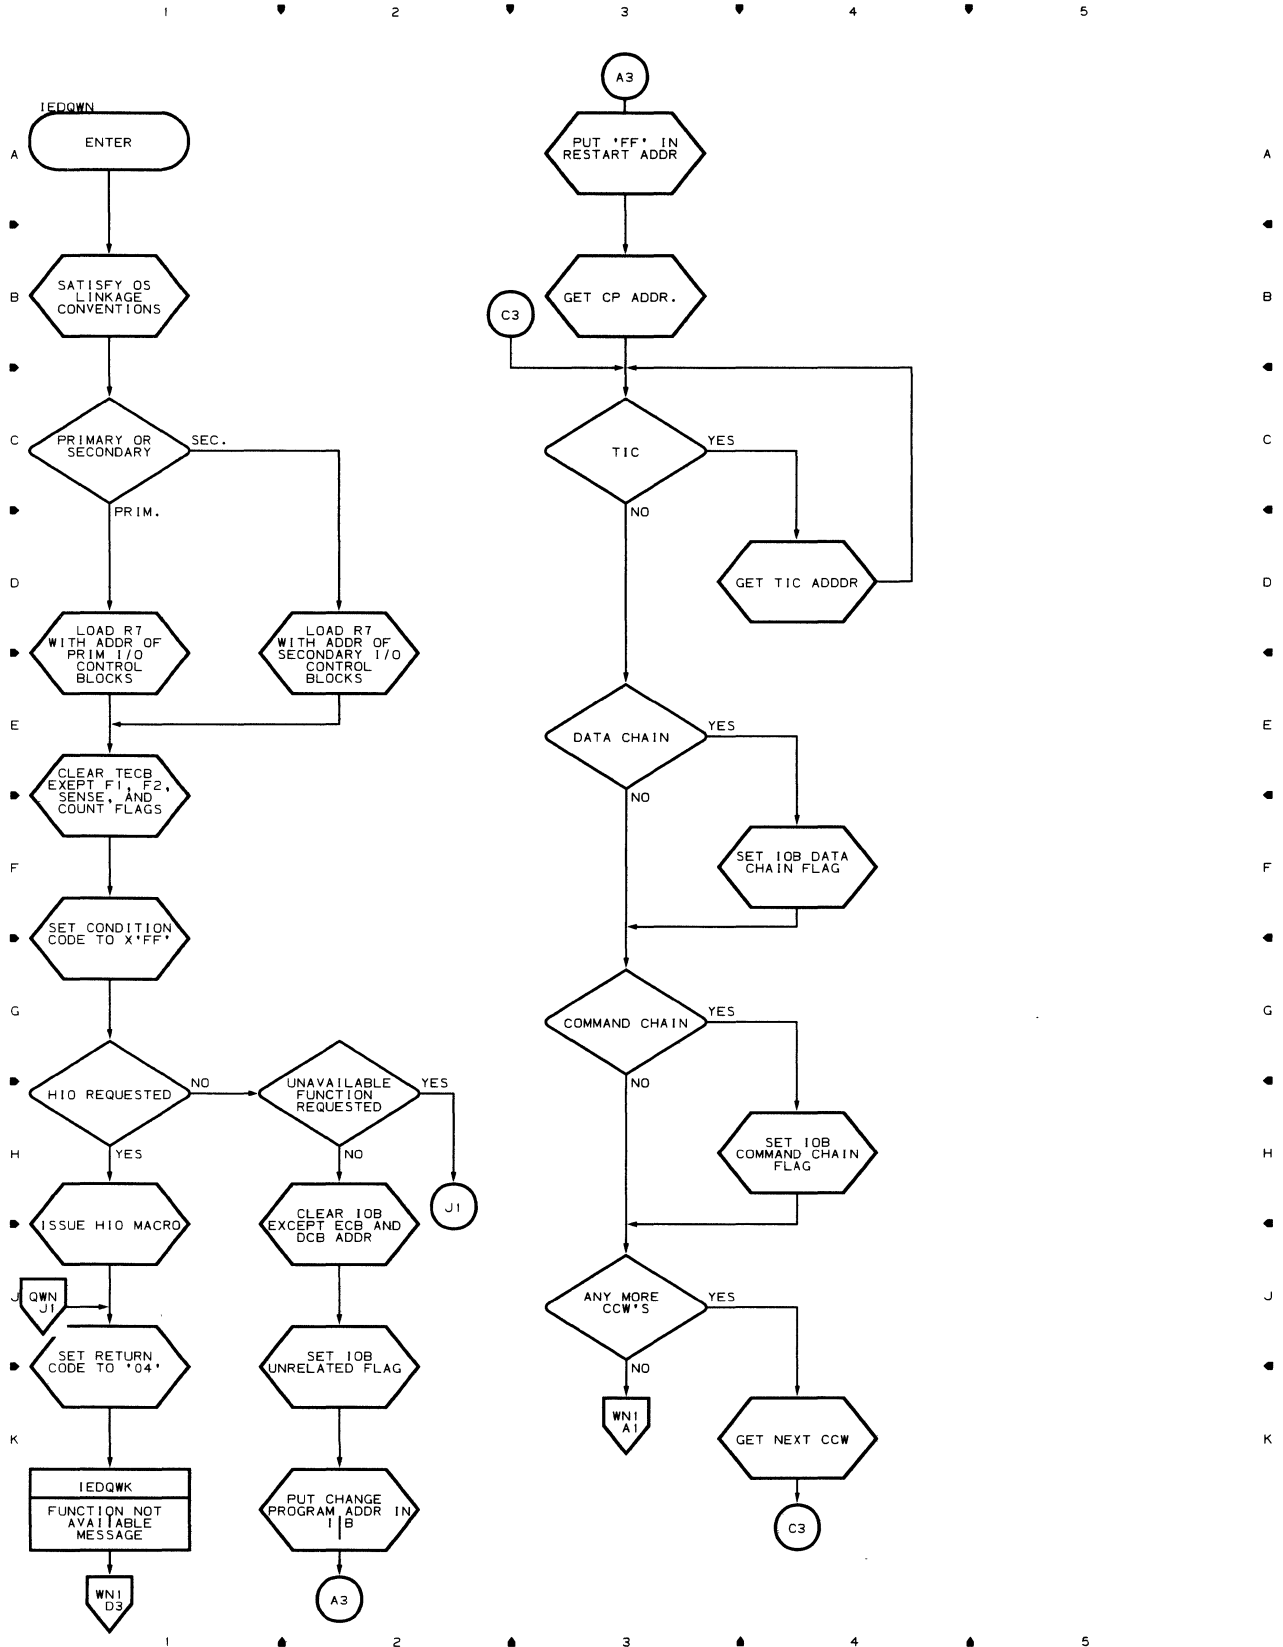 1 2 3 4 5
A3
IEDQWN
ENTER
PUT 'FF' IN
RESTART ADDR
A
A
SATISFY OS
LINKAGE
CONVENTIONS
GET CP ADDR.
C3
B
B
PRIMARY OR
SECONDARY
SEC.
PRIM.
TIC
YES
NO
C
C
GET TIC ADDDR
D
D
LOAD R7
WITH ADDR OF
PRIM I/O
CONTROL
BLOCKS
LOAD R7
WITH ADDR OF
SECONDARY I/O
CONTROL
BLOCKS
DATA CHAIN
YES
NO
E
E
CLEAR TECB
EXEPT F1, F2,
SENSE, AND
COUNT FLAGS
SET IOB DATA
CHAIN FLAG
F
F
SET CONDITION
CODE TO X'FF'
COMMAND CHAIN
YES
NO
G
G
HIO REQUESTED
NO
YES
UNAVAILABLE
FUNCTION
REQUESTED
YES
NO
SET IOB
COMMAND CHAIN
FLAG
H
H
ISSUE HIO MACRO
CLEAR IOB
EXCEPT ECB AND
DCB ADDR
J1
ANY MORE
CCW'S
YES
NO
J
J
QWN
J1
SET RETURN
CODE TO '04'
SET IOB
UNRELATED FLAG
WN1
A1
GET NEXT CCW
K
K
IEDQWK
FUNCTION NOT
AVAILABLE
MESSAGE
PUT CHANGE
PROGRAM ADDR IN
C3
WN1
D3
A3
1 2 3 4 5